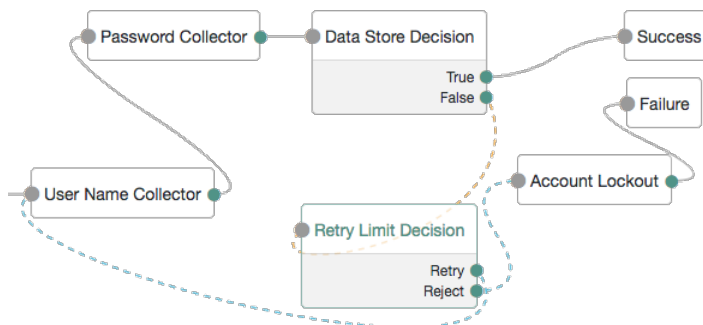 Password Collector
Data Store Decision
Success
True
False
Failure
User Name Collector
Account Lockout
Retry Limit Decision
Retry
Reject